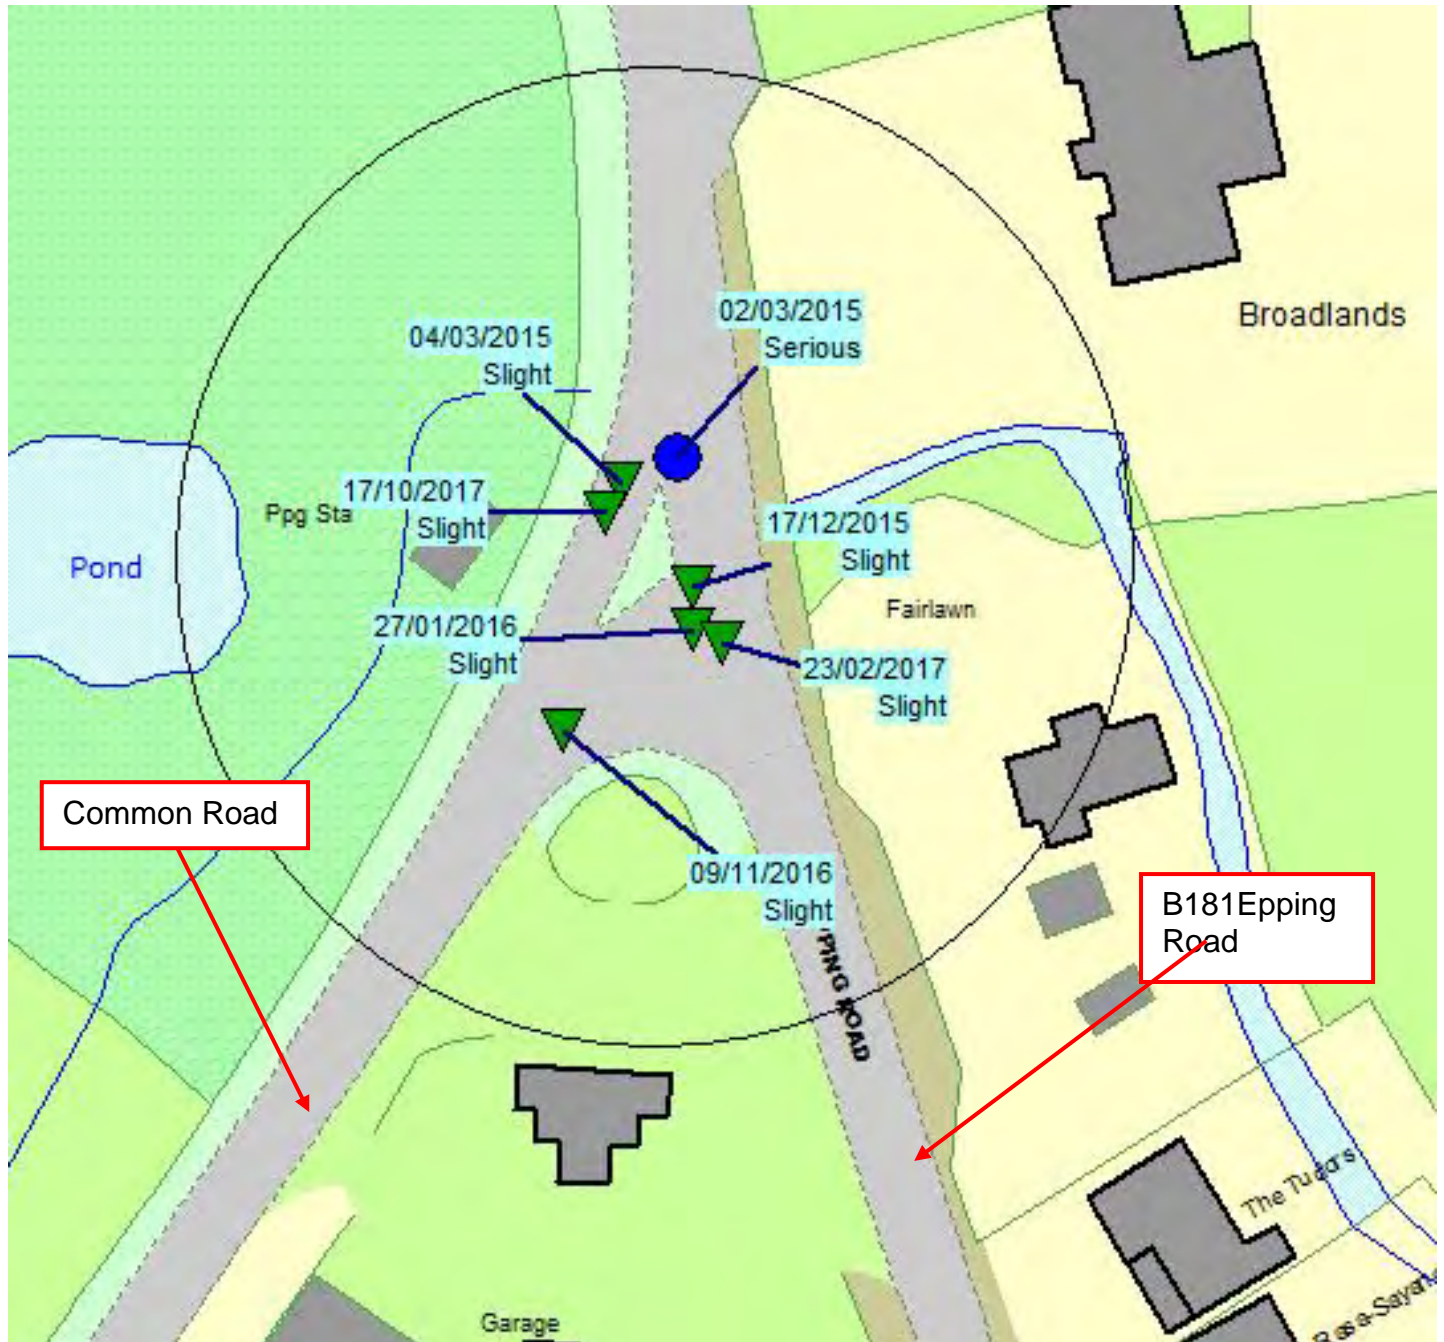 02/03/2015
Serious
Broadlands
04/03/2015
Slight
17/10/2017
Slight
Ppg Sta
17/12/2015
Slight
Pond
Fairlawn
27/01/2016
Slight
23/02/2017
Slight
Common Road
09/11/2016
Slight
B181Epping
Road
PING ROAD
The Tudors
Garage